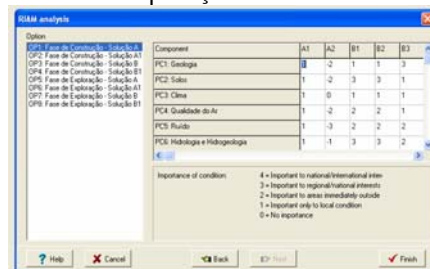 RIAM analysis
Option
OP1: Fase de Construção - Solução A
OP2: Fase de Construção - Solução A1
OP3: Fase de Construção - Solução B
OP4: Fase de Construção - Solução B1
OP5: Fase de Exploração - Solução A
OP6: Fase de Exploração - Solução A1
OP7: Fase de Exploração - Solução B
OP8: Fase de Exploração - Solução B1
Component A1 A2 B1 B2 B3
PC1: Geologia 1 -2 1 1 3
PC2: Solos 1 -2 3 3 1
PC3: Clima 1 0 1 1 1
PC4: Qualidade do Ar 1 -2 2 2 1
PC5: Ruído 1 -3 2 2 2
PC6: Hidrologia e Hidrogeologia 1 -1 3 3 2
Importance of condition:
4 = Important to national/international inter
3 = Important to regional/national interests
2 = Important to areas immediately outside
1 = Important only to local condition
0 = No importance
? Help
Cancel
Back
Next
Finish